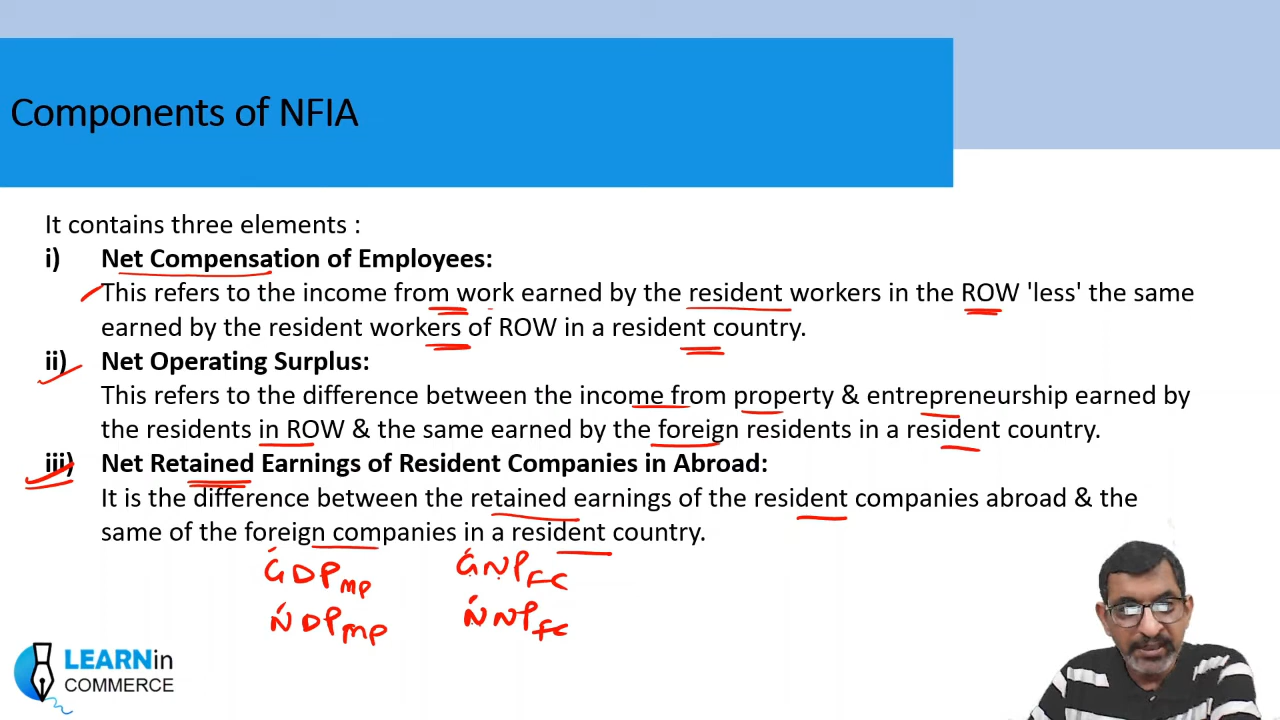 Components of NFIA
It contains three elements :
i) Net Compensation of Employees:
This refers to the income from work earned by the resident workers in the ROW 'less' the same
earned by the resident workers of ROW in a resident country.
ii) Net Operating Surplus:
This refers to the difference between the income from property & entrepreneurship earned by
the residents in ROW & the same earned by the foreign residents in a resident country.
iii) Net Retained Earnings of Resident Companies in Abroad:
It is the difference between the retained earnings of the resident companies abroad & the
same of the foreign companies in a resident country.
GDPMP GNPFC
NDPMP NNPFC
LEARNin
COMMERCE